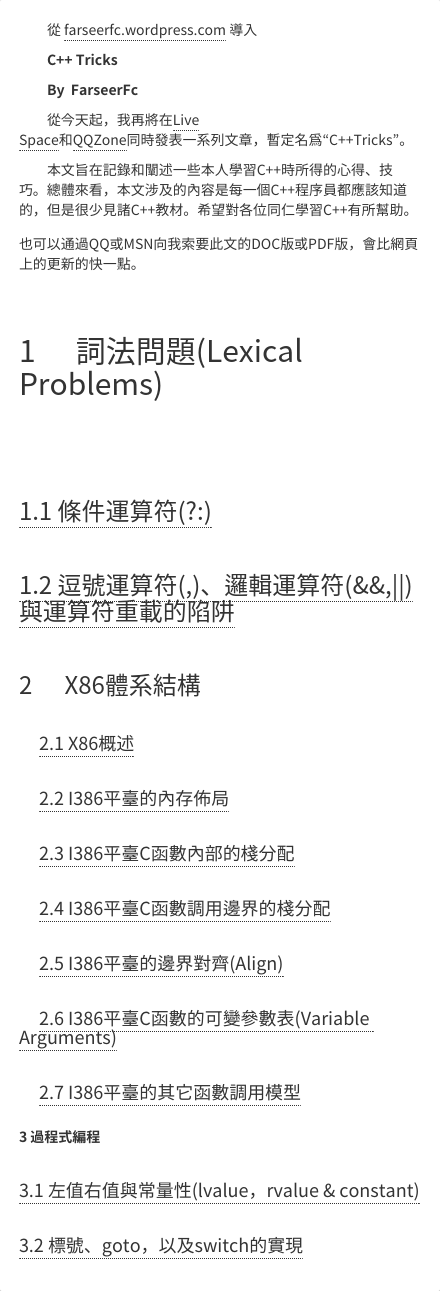 從 farseerfc.wordpress.com 導入
C++ Tricks
By FarseerFc
從今天起，我再將在Live
Space和QQZone同時發表一系列文章，暫定名爲“C++Tricks”。
本文旨在記錄和闡述一些本人學習C++時所得的心得、技
巧。總體來看，本文涉及的內容是每一個C++程序員都應該知道
的，但是很少見諸C++教材。希望對各位同仁學習C++有所幫助。
也可以通過QQ或MSN向我索要此文的DOC版或PDF版，會比網頁
上的更新的快一點。
1 詞法問題(Lexical
Problems)
1.1 條件運算符(?:)
1.2 逗號運算符(,)、邏輯運算符(&&,||)
與運算符重載的陷阱
2 X86體系結構
2.1 X86概述
2.2 I386平臺的內存佈局
2.3 I386平臺C函數內部的棧分配
2.4 I386平臺C函數調用邊界的棧分配
2.5 I386平臺的邊界對齊(Align)
2.6 I386平臺C函數的可變參數表(Variable
Arguments)
2.7 I386平臺的其它函數調用模型
3 過程式編程
3.1 左值右值與常量性(lvalue，rvalue & constant)
3.2 標號、goto，以及switch的實現